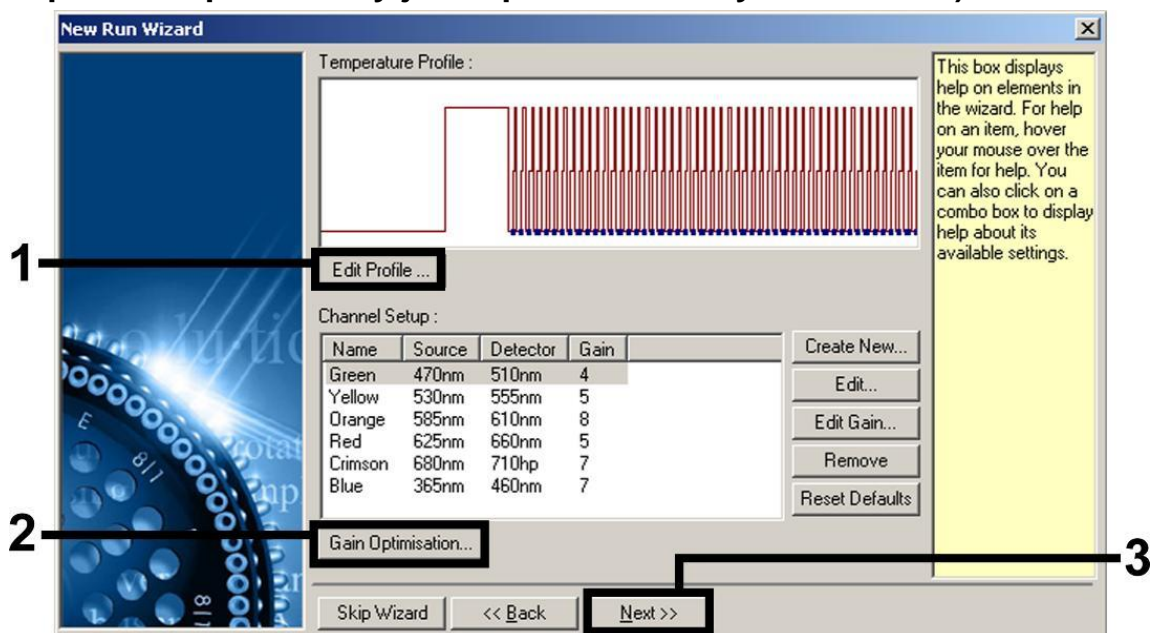 New Run Wizard
Temperature Profile :
This box displays
help on elements in
the wizard. For help
on an item, hover
your mouse over the
item for help. You
can also click on a
combo box to display
help about its
available settings.
1
Edit Profile ...
Channel Setup :
Name Source Detector Gain
Green 470nm 510nm 4
Yellow 530nm 555nm 5
Orange 585nm 610nm 8
Red 625nm 660nm 5
Crimson 680nm 710hp 7
Blue 365nm 460nm 7
Create New...
Edit...
Edit Gain...
Remove
Reset Defaults
2
Gain Optimisation...
3
Skip Wizard
<< Back
Next >>